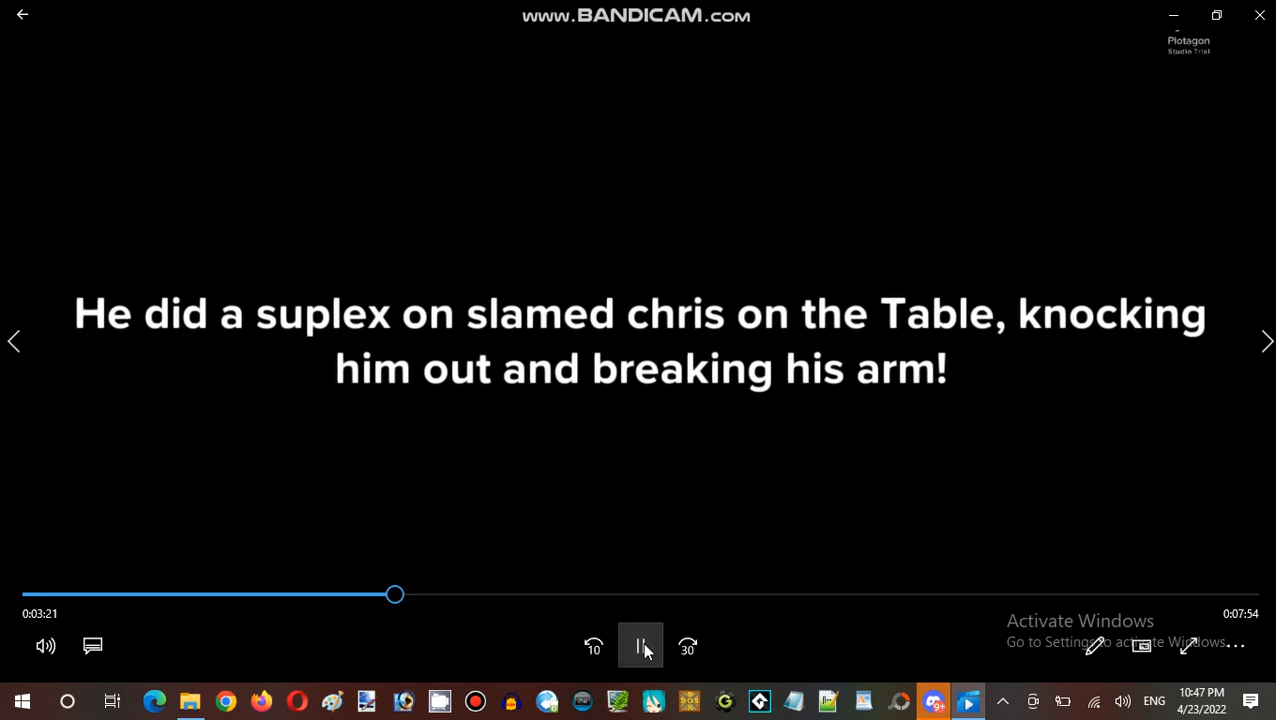 www.BANDICAM.com
Plotagon
Studio Trial
He did a suplex on slamed chris on the Table, knocking
him out and breaking his arm!
0:03:21
0:07:54
Activate Windows
Go to Settings to activate Windows.
10
30
ENG
10:47 PM
4/23/2022